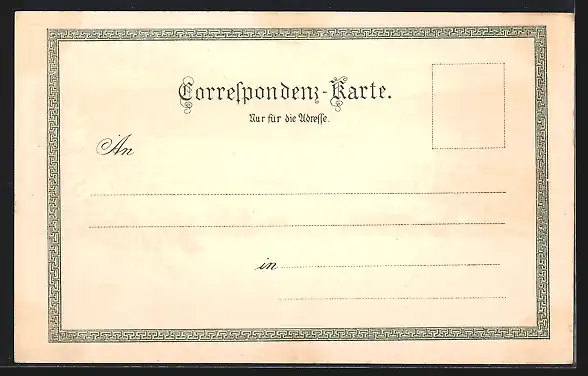 Correſpondenz-Karte.
Nur für die Adreſſe.
An
in